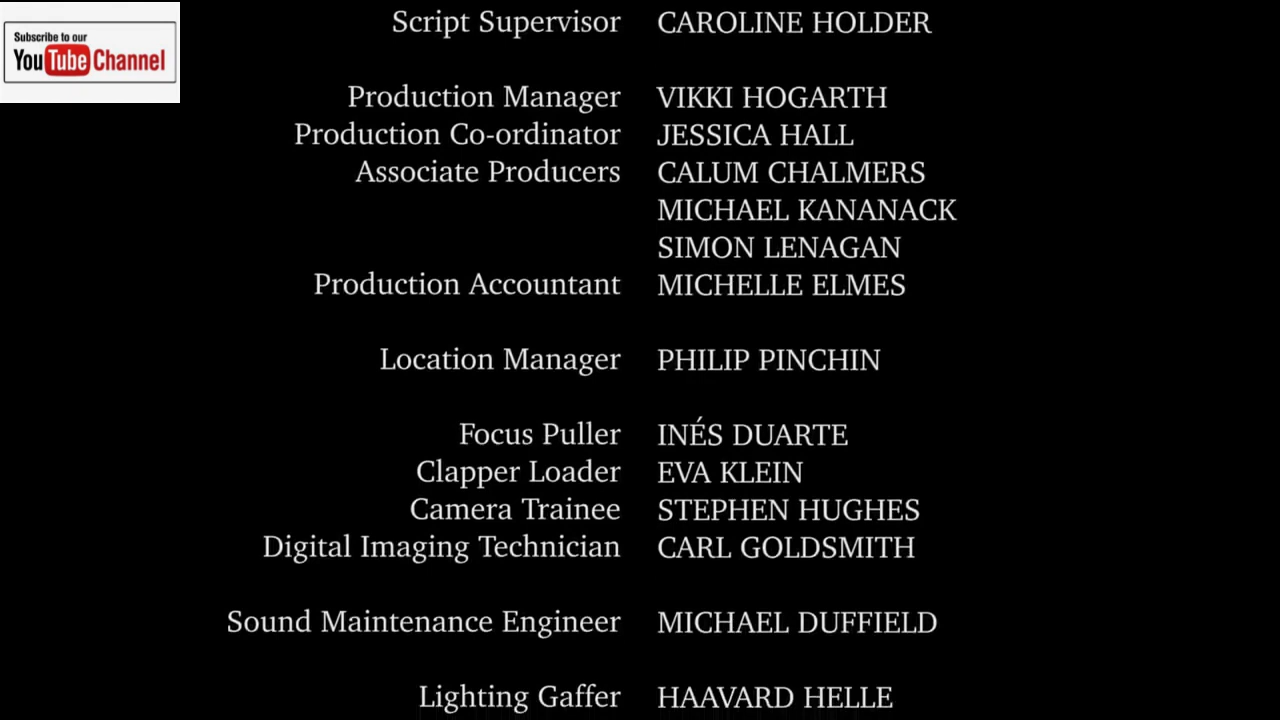 Subscribe to our
YouTube Channel
Script Supervisor CAROLINE HOLDER
Production Manager VIKKI HOGARTH
Production Co-ordinator JESSICA HALL
Associate Producers CALUM CHALMERS
MICHAEL KANANACK
SIMON LENAGAN
Production Accountant MICHELLE ELMES
Location Manager PHILIP PINCHIN
Focus Puller INÉS DUARTE
Clapper Loader EVA KLEIN
Camera Trainee STEPHEN HUGHES
Digital Imaging Technician CARL GOLDSMITH
Sound Maintenance Engineer MICHAEL DUFFIELD
Lighting Gaffer HAAVARD HELLE